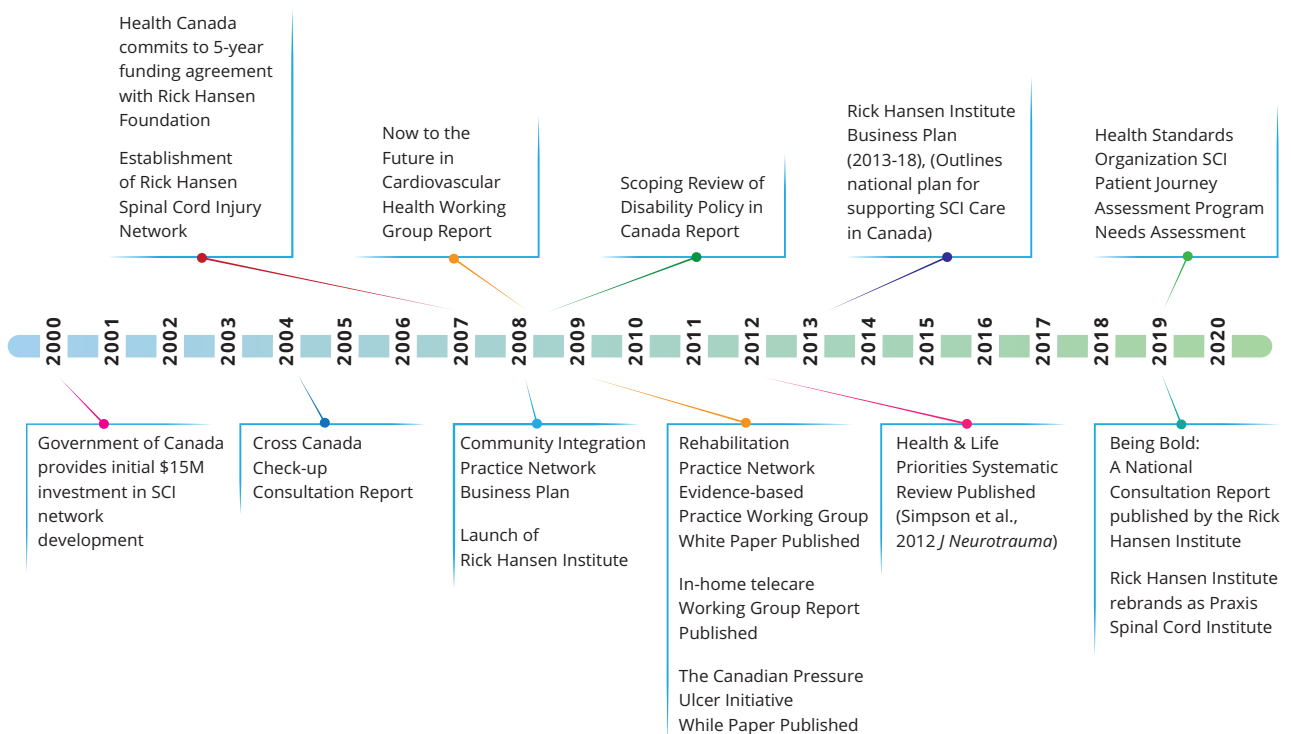 Health Canada
commits to 5-year
funding agreement
with Rick Hansen
Foundation
Establishment
of Rick Hansen
Spinal Cord Injury
Network
Now to the
Future in
Cardiovascular
Health Working
Group Report
Scoping Review of
Disability Policy in
Canada Report
Rick Hansen Institute
Business Plan
(2013-18), (Outlines
national plan for
supporting SCI Care
in Canada)
Health Standards
Organization SCI
Patient Journey
Assessment Program
Needs Assessment
2000
2001
2002
2003
2004
2005
2006
2007
2008
2009
2010
2011
2012
2013
2014
2015
2016
2017
2018
2019
2020
Government of Canada
provides initial $15M
investment in SCI
network
development
Cross Canada
Check-up
Consultation Report
Community Integration
Practice Network
Business Plan
Launch of
Rick Hansen Institute
Rehabilitation
Practice Network
Evidence-based
Practice Working Group
White Paper Published
In-home telecare
Working Group Report
Published
The Canadian Pressure
Ulcer Initiative
While Paper Published
Health & Life
Priorities Systematic
Review Published
(Simpson et al.,
2012 J Neurotrauma)
Being Bold:
A National
Consultation Report
published by the Rick
Hansen Institute
Rick Hansen Institute
rebrands as Praxis
Spinal Cord Institute